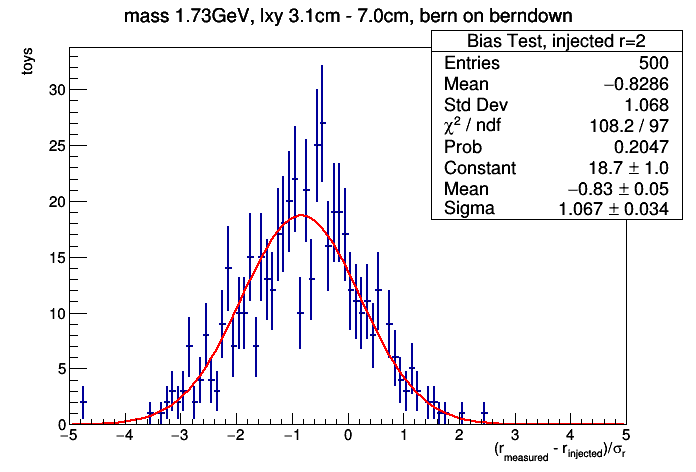 mass 1.73GeV, lxy 3.1cm - 7.0cm, bern on berndown
Bias Test, injected r=2
Entries 500
Mean −0.8286
Std Dev 1.068
χ² / ndf 108.2 / 97
Prob 0.2047
Constant 18.7 ± 1.0
Mean −0.83 ± 0.05
Sigma 1.067 ± 0.034
toys
30
25
20
15
10
5
0
−5 −4 −3 −2 −1 0 1 2 3 4 5
(r_measured - r_injected)/σ_r